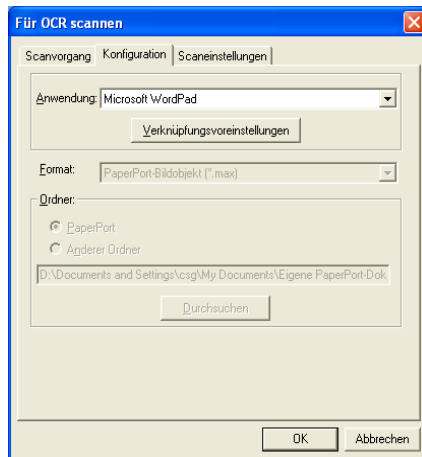 Für OCR scannen
Scanvorgang Konfiguration Scaneinstellungen
Anwendung: Microsoft WordPad
Verknüpfungsvoreinstellungen
Format: PaperPort-Bildobjekt (*.max)
Ordner:
PaperPort
Anderer Ordner
D:\Documents and Settings\csg\My Documents\Eigene PaperPort-Dok
Durchsuchen
OK Abbrechen